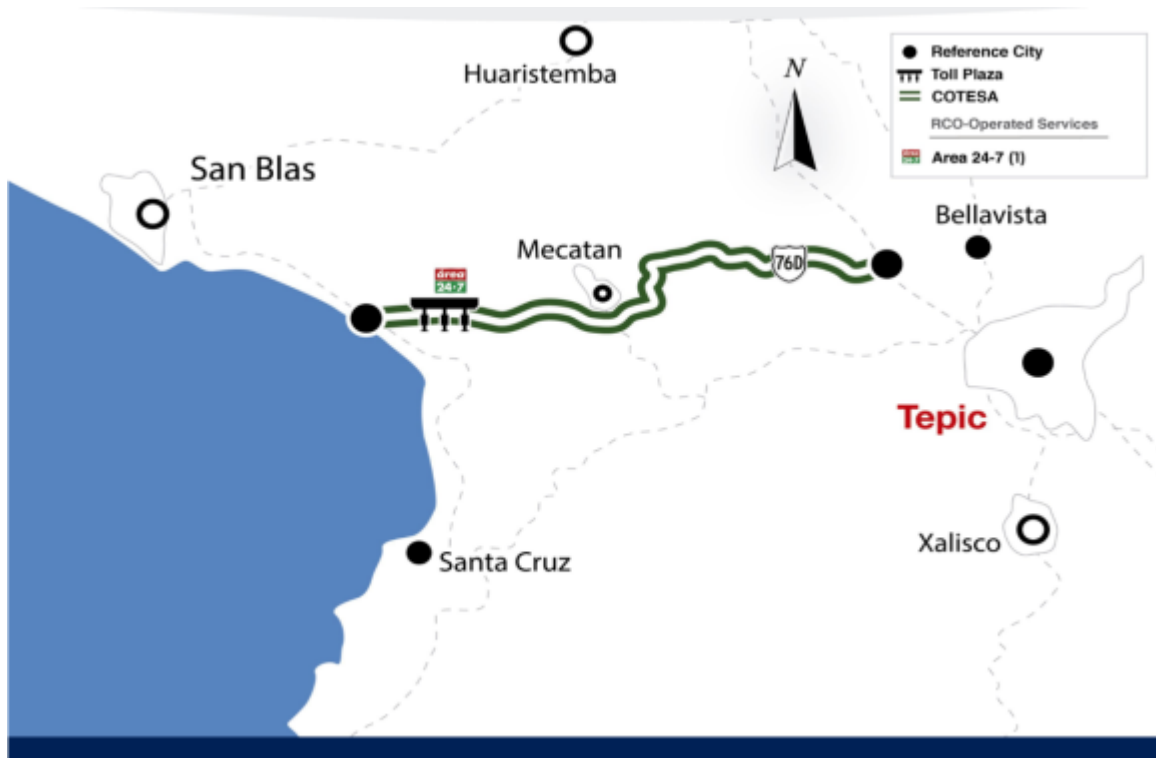 Huaristemba
N
Reference City
Toll Plaza
COTESA
RCO-Operated Services
Area 24-7 (1)
San Blas
Bellavista
Mecatan
76D
área
24·7
Tepic
Santa Cruz
Xalisco